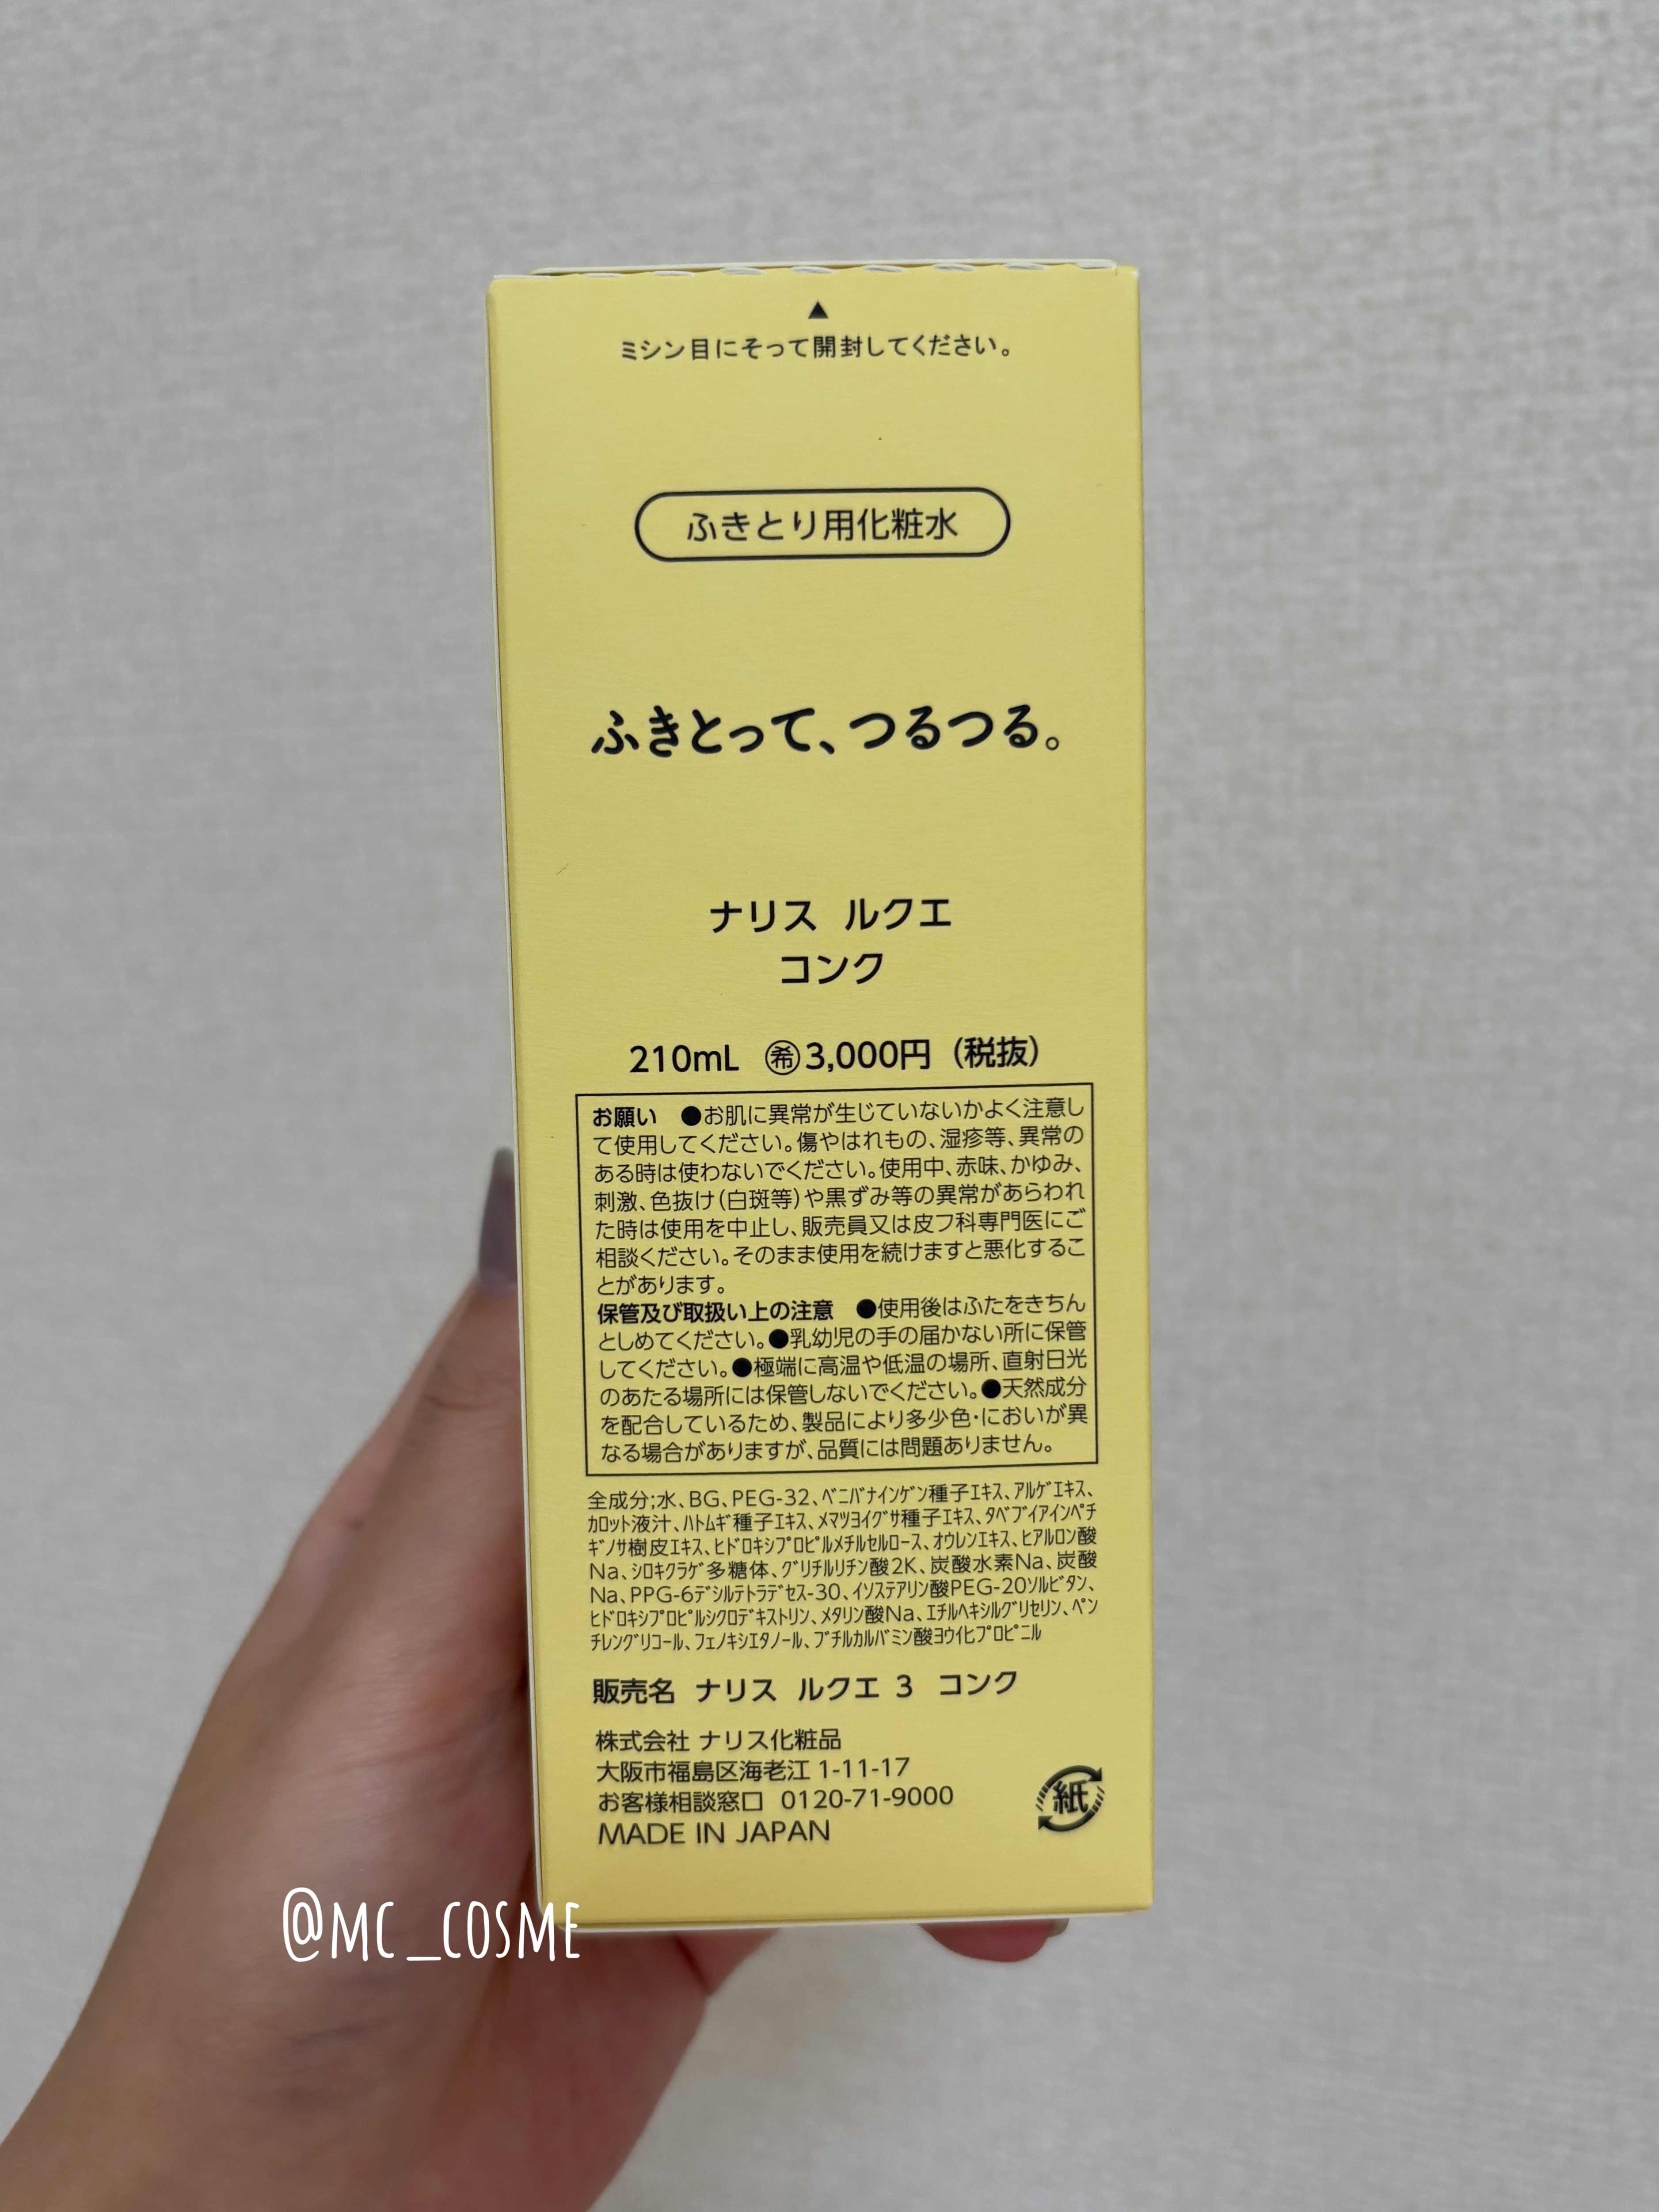 ▲
ミシン目にそって開封してください。
ふきとり用化粧水
ふきとって、つるつる。
ナリス ルクエ
コンク
210mL ㊒3,000円（税抜）
お願い ●お肌に異常が生じていないかよく注意し
て使用してください。傷やはれもの、湿疹等、異常の
ある時は使わないでください。使用中、赤味、かゆみ、
刺激、色抜け（白斑等）や黒ずみ等の異常があらわれ
た時は使用を中止し、販売員又は皮フ科専門医にご
相談ください。そのまま使用を続けますと悪化するこ
とがあります。
保管及び取扱い上の注意 ●使用後はふたをきちん
としめてください。●乳幼児の手の届かない所に保管
してください。●極端に高温や低温の場所、直射日光
のあたる場所には保管しないでください。●天然成分
を配合しているため、製品により多少色・においが異
なる場合がありますが、品質には問題ありません。
全成分;水、BG、PEG-32、ベニバナインゲン種子エキス、アルゲエキス、
カロット液汁、ハトムギ種子エキス、メマツヨイグサ種子エキス、タベブイアインペチ
ギノサ樹皮エキス、ヒドロキシプロピルメチルセルロース、オウレンエキス、ヒアルロン酸
Na、シロキクラゲ多糖体、グリチルリチン酸2K、炭酸水素Na、炭酸
Na、PPG-6デシルテトラデセス-30、イソステアリン酸PEG-20ソルビタン、
ヒドロキシプロピルシクロデキストリン、メタリン酸Na、エチルヘキシルグリセリン、ペン
チレングリコール、フェノキシエタノール、ブチルカルバミン酸ヨウ化プロピニル
販売名 ナリス ルクエ 3 コンク
株式会社 ナリス化粧品
大阪市福島区海老江 1-11-17
お客様相談窓口 0120-71-9000
MADE IN JAPAN
紙
@MC_COSME